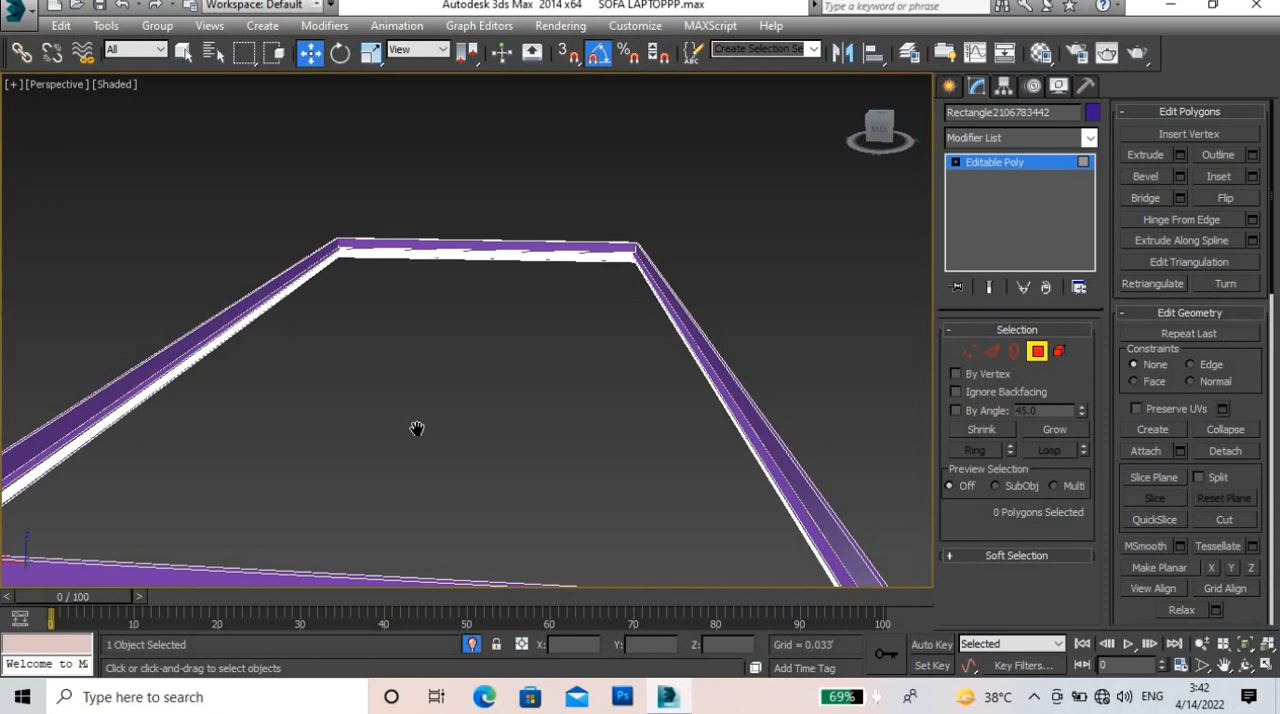 Workspace: Default
Autodesk 3ds Max 2014 x64 SOFA LAPTOPPP.max
Type a keyword or phrase
Edit Tools Group Views Create Modifiers Animation Graph Editors Rendering Customize MAXScript Help
All View 3 Create Selection Se
[+] [Perspective] [Shaded]
Rectangle2106783442
Modifier List
Editable Poly
Selection
By Vertex
Ignore Backfacing
By Angle: 45.0
Shrink Grow
Ring Loop
Preview Selection
Off SubObj Multi
0 Polygons Selected
Soft Selection
Edit Polygons
Insert Vertex
Extrude Outline
Bevel Inset
Bridge Flip
Hinge From Edge
Extrude Along Spline
Edit Triangulation
Retriangulate Turn
Edit Geometry
Repeat Last
Constraints
None Edge
Face Normal
Preserve UVs
Create Collapse
Attach Detach
Slice Plane Split
Slice Reset Plane
QuickSlice Cut
MSmooth Tessellate
Make Planar X Y Z
View Align Grid Align
Relax
z
< 0 / 100 >
0 10 20 30 40 50 60 70 80 90 100
1 Object Selected X: Y: Z: Grid = 0.033' Auto Key Selected
Welcome to M Click or click-and-drag to select objects Add Time Tag Set Key Key Filters... 0
Type here to search
69% 38°C ENG
3:42
4/14/2022